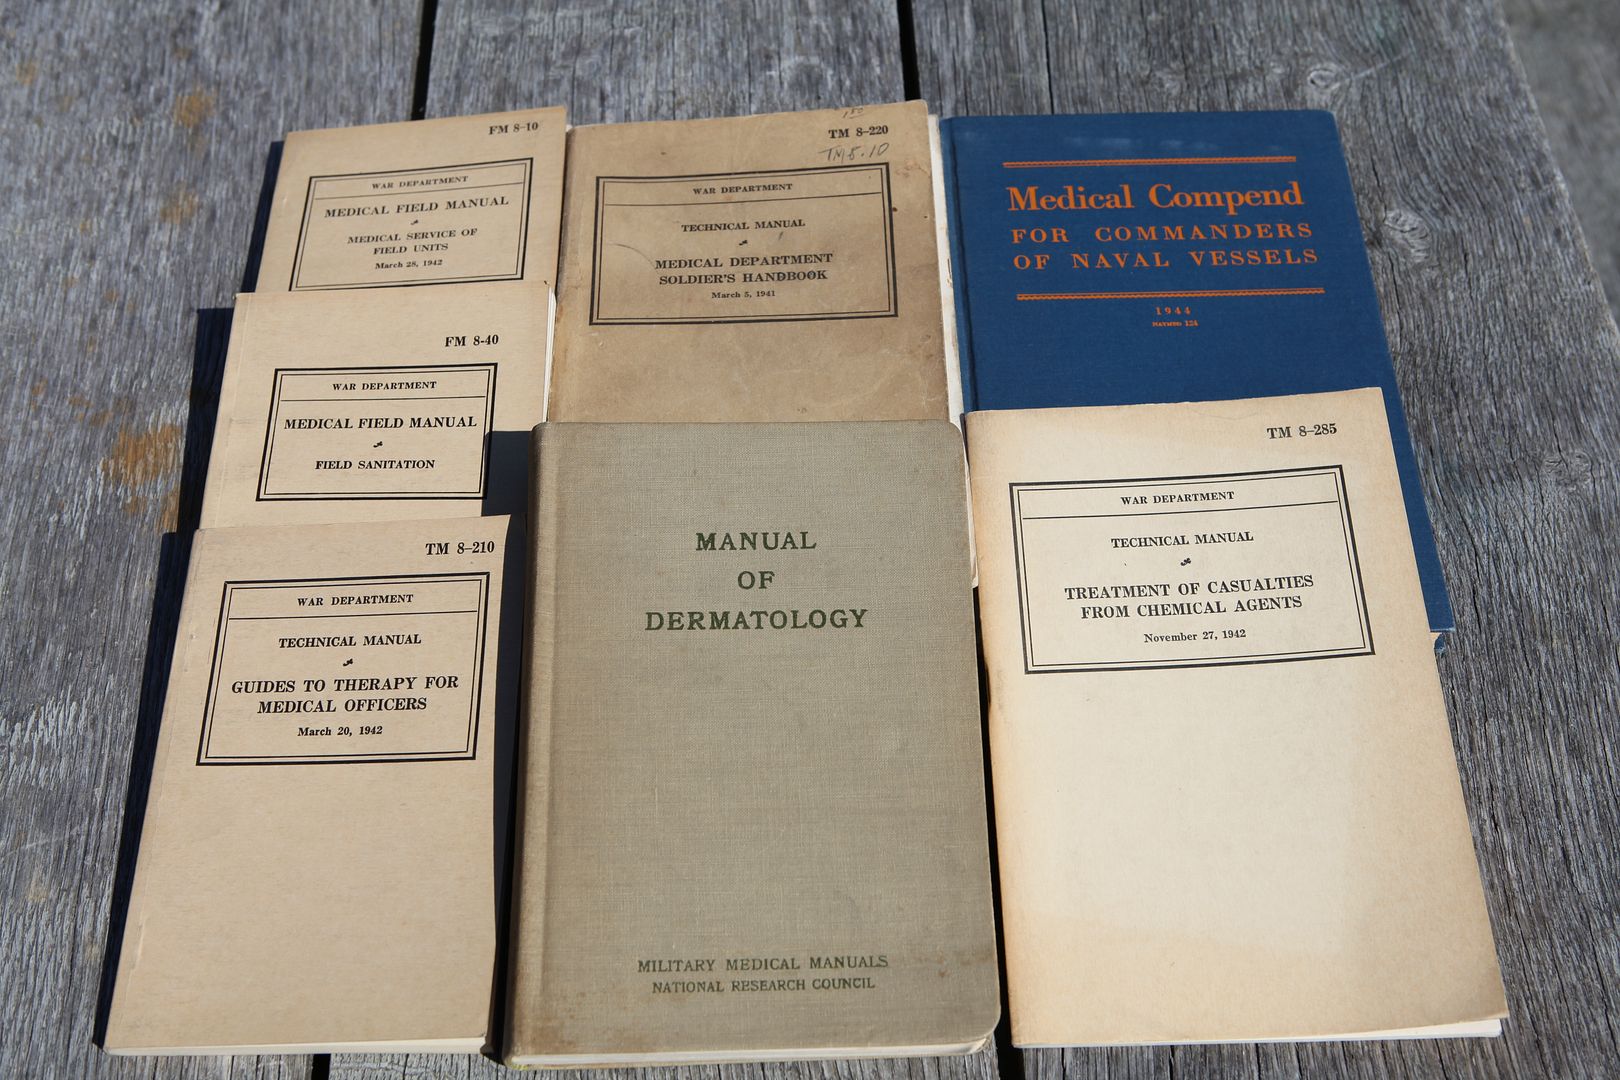 FM 8-10
WAR DEPARTMENT
MEDICAL FIELD MANUAL
MEDICAL SERVICE OF
FIELD UNITS
March 28, 1942
FM 8-40
WAR DEPARTMENT
MEDICAL FIELD MANUAL
FIELD SANITATION
TM 8-210
WAR DEPARTMENT
TECHNICAL MANUAL
GUIDES TO THERAPY FOR
MEDICAL OFFICERS
March 20, 1942
TM 8-220
TM8-10
WAR DEPARTMENT
TECHNICAL MANUAL
MEDICAL DEPARTMENT
SOLDIER'S HANDBOOK
March 5, 1941
MANUAL
OF
DERMATOLOGY
MILITARY MEDICAL MANUALS
NATIONAL RESEARCH COUNCIL
Medical Compend
FOR COMMANDERS
OF NAVAL VESSELS
1944
NAVMED 124
TM 8-285
WAR DEPARTMENT
TECHNICAL MANUAL
TREATMENT OF CASUALTIES
FROM CHEMICAL AGENTS
November 27, 1942